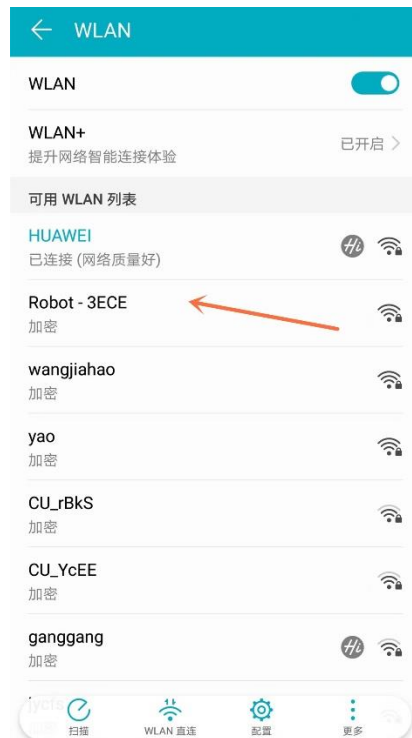 WLAN
WLAN
WLAN+
提升网络智能连接体验
已开启
可用 WLAN 列表
HUAWEI
已连接 (网络质量好)
Robot - 3ECE
加密
wangjiahao
加密
yao
加密
CU_rBkS
加密
CU_YcEE
加密
ganggang
加密
扫描
WLAN 直连
配置
更多